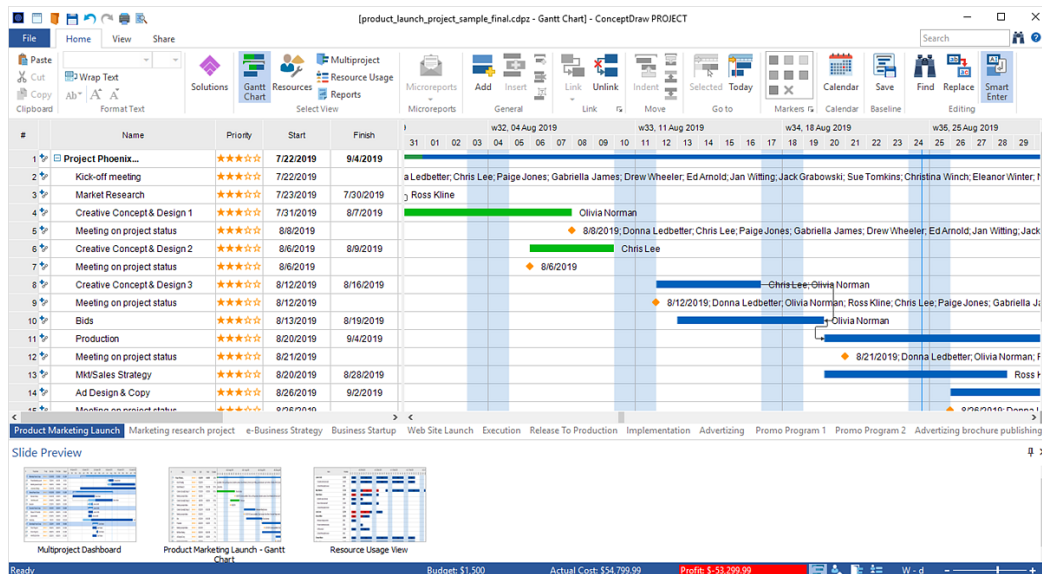 [product_launch_project_sample_final.cdpz - Gantt Chart] - ConceptDraw PROJECT
File Home View Share Search
Paste
Cut
Copy
Clipboard
Wrap Text
Format Text
Solutions
Gantt Chart
Resources
Multiproject
Resource Usage
Reports
Select View
Microreports
Microreports
Add Insert
General
Link Unlink
Link
Indent
Move
Selected Today
Go to
Markers
Calendar
Calendar
Save
Baseline
Find Replace Smart Enter
Editing
# Name Priority Start Finish
w32, 04 Aug 2019 w33, 11 Aug 2019 w34, 18 Aug 2019 w35, 25 Aug 2019
31 01 02 03 04 05 06 07 08 09 10 11 12 13 14 15 16 17 18 19 20 21 22 23 24 25 26 27 28 29
1 Project Phoenix... 7/22/2019 9/4/2019
2 Kick-off meeting 7/22/2019 a Ledbetter; Chris Lee; Paige Jones; Gabriella James; Drew Wheeler; Ed Arnold; Jan Witting; Jack Grabowski; Sue Tomkins; Christina Winch; Eleanor Winter;
3 Market Research 7/23/2019 7/30/2019 Ross Kline
4 Creative Concept & Design 1 7/31/2019 8/7/2019 Olivia Norman
5 Meeting on project status 8/8/2019 8/8/2019; Donna Ledbetter; Chris Lee; Paige Jones; Gabriella James; Drew Wheeler; Ed Arnold; Jan Witting; Jack
6 Creative Concept & Design 2 8/6/2019 8/9/2019 Chris Lee
7 Meeting on project status 8/6/2019 8/6/2019
8 Creative Concept & Design 3 8/12/2019 8/16/2019 Chris Lee; Olivia Norman
9 Meeting on project status 8/12/2019 8/12/2019; Donna Ledbetter; Olivia Norman; Ross Kline; Chris Lee; Paige Jones; Gabriella Ja
10 Bids 8/13/2019 8/19/2019 Olivia Norman
11 Production 8/20/2019 9/4/2019
12 Meeting on project status 8/21/2019 8/21/2019; Donna Ledbetter; Olivia Norman;
13 Mkt/Sales Strategy 8/20/2019 8/28/2019 Ross
14 Ad Design & Copy 8/26/2019 9/2/2019
15 Meeting on project status 8/26/2019 8/26/2019; Donna
Product Marketing Launch Marketing research project e-Business Strategy Business Startup Web Site Launch Execution Release To Production Implementation Advertizing Promo Program 1 Promo Program 2 Advertizing brochure publishing
Slide Preview
Multiproject Dashboard
Product Marketing Launch - Gantt Chart
Resource Usage View
Ready Budget: $1,500 Actual Cost: $54,799.99 Profit: $-53,299.99 W - d